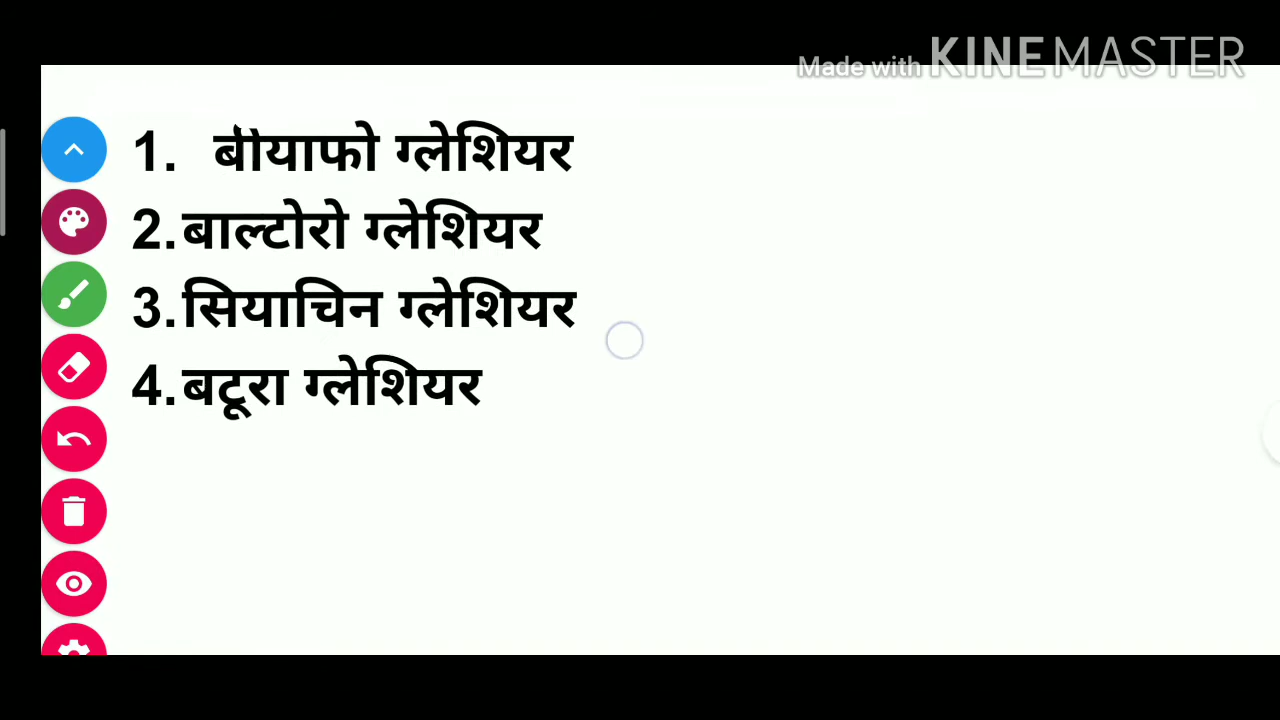 Made with KINEMASTER
1. बीयाफो ग्लेशियर
2.बाल्टोरो ग्लेशियर
3.सियाचिन ग्लेशियर
4.बटूरा ग्लेशियर